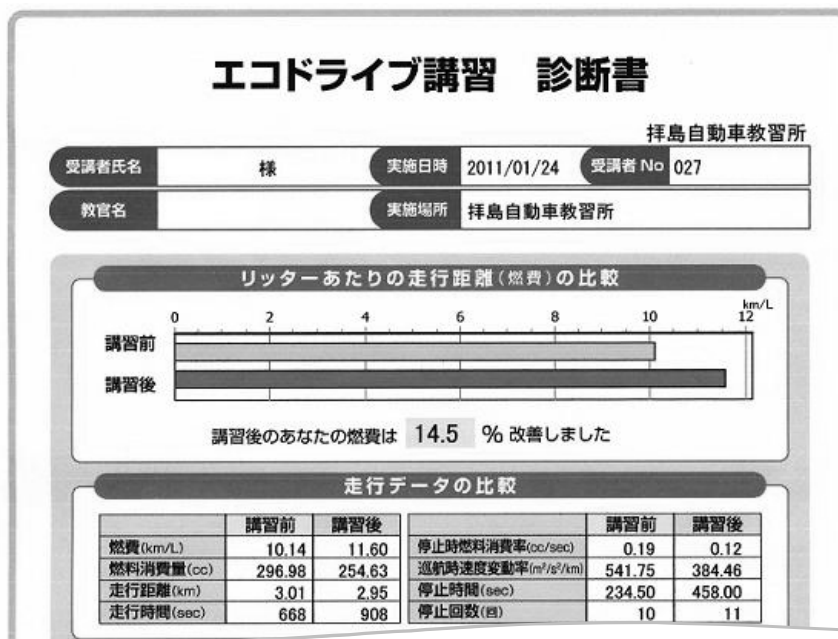 エコドライブ講習 診断書
拝島自動車教習所
受講者氏名 様 実施日時 2011/01/24 受講者No 027
教官名 実施場所 拝島自動車教習所
リッターあたりの走行距離(燃費)の比較
km/L
0 2 4 6 8 10 12
講習前
講習後
講習後のあなたの燃費は 14.5 %改善しました
走行データの比較
講習前 講習後 講習前 講習後
燃費(km/L) 10.14 11.60 停止時燃料消費率(cc/sec) 0.19 0.12
燃料消費量(cc) 296.98 254.63 巡航時速度変動率(m²/s²/km) 541.75 384.46
走行距離(km) 3.01 2.95 停止時間(sec) 234.50 458.00
走行時間(sec) 668 908 停止回数(回) 10 11